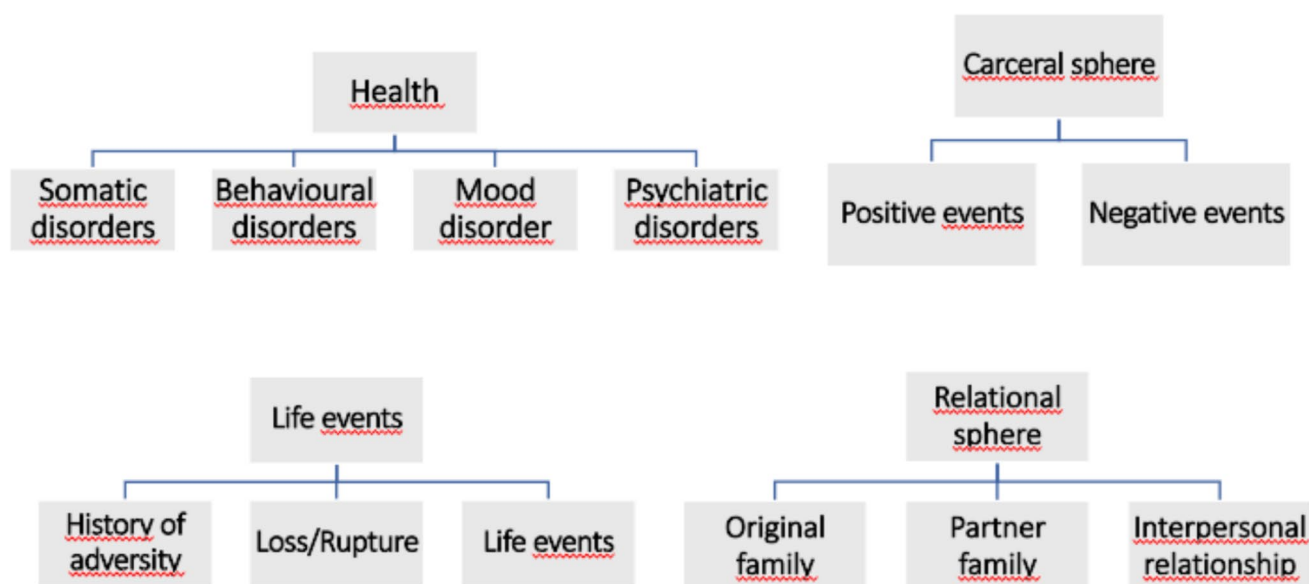 Health
Somatic
disorders
Behavioural
disorders
Mood
disorder
Psychiatric
disorders
Carceral sphere
Positive events
Negative events
Life events
History of
adversity
Loss/Rupture
Life events
Relational
sphere
Original
family
Partner
family
Interpersonal
relationship